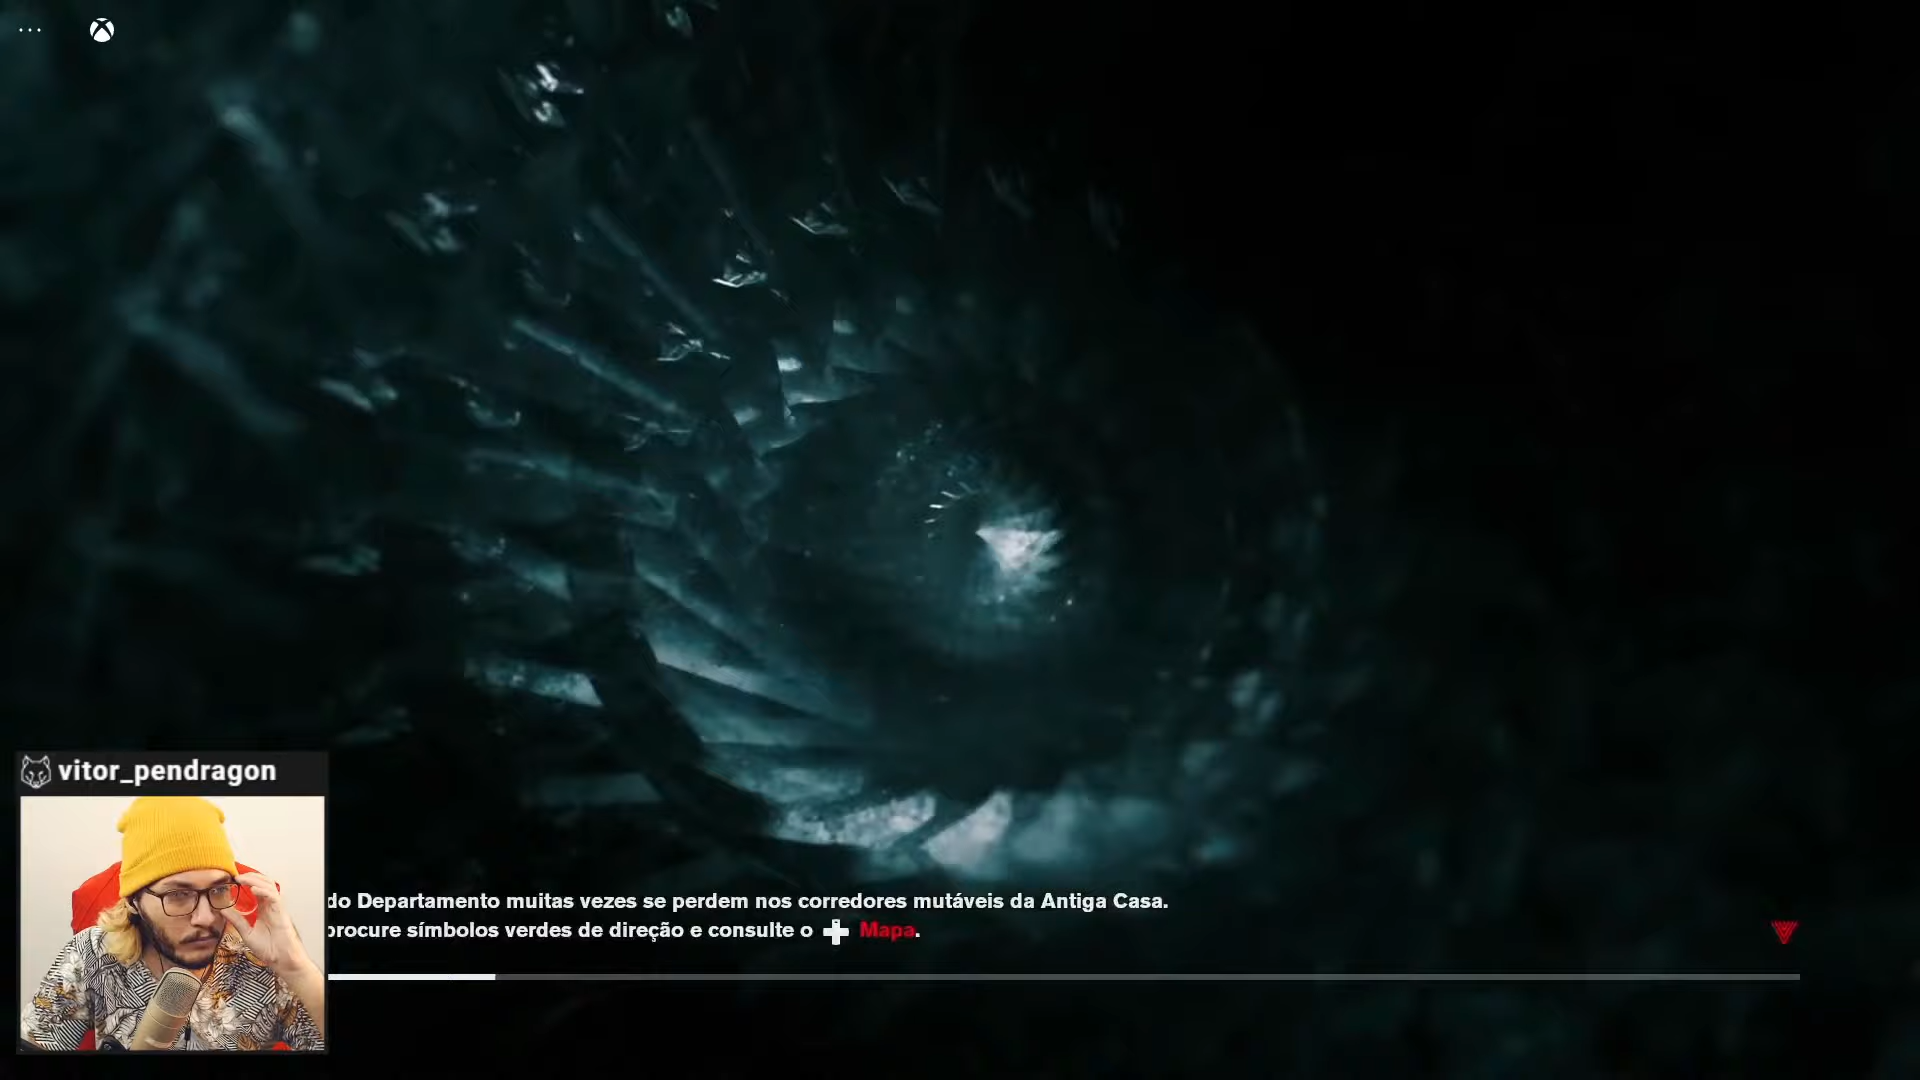 vitor_pendragon
do Departamento muitas vezes se perdem nos corredores mutáveis da Antiga Casa.
procure símbolos verdes de direção e consulte o Mapa.